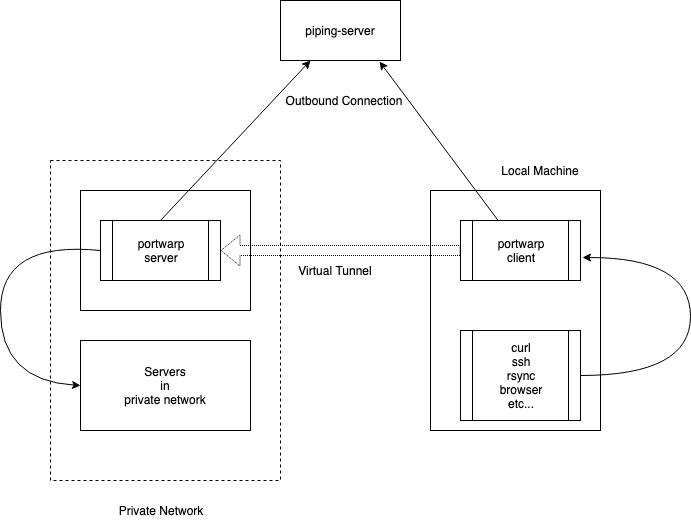 piping-server
Outbound Connection
Local Machine
portwarp
server
portwarp
client
Virtual Tunnel
Servers
in
private network
curl
ssh
rsync
browser
etc...
Private Network